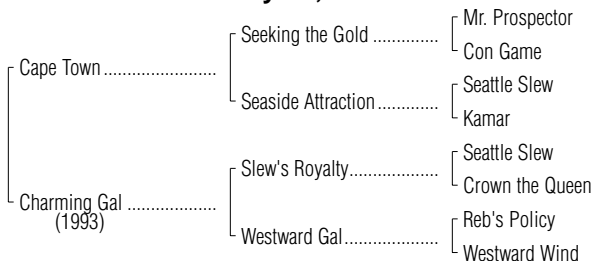 Mr. Prospector
Seeking the Gold ..............
Con Game
Cape Town ........................
Seattle Slew
Seaside Attraction .............
Kamar
Seattle Slew
Slew's Royalty ...................
Crown the Queen
Charming Gal ...................
(1993)
Reb's Policy
Westward Gal ....................
Westward Wind